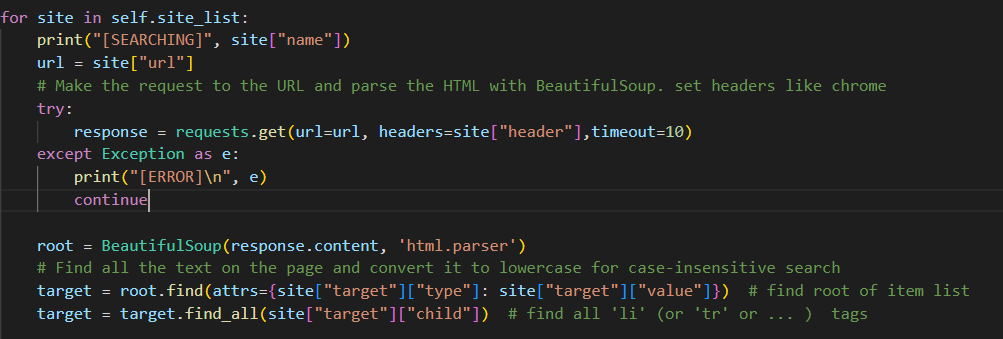 for site in self.site_list:
    print("[SEARCHING]", site["name"])
    url = site["url"]
    # Make the request to the URL and parse the HTML with BeautifulSoup. set headers like chrome
    try:
        response = requests.get(url=url, headers=site["header"],timeout=10)
    except Exception as e:
        print("[ERROR]\n", e)
        continue
    root = BeautifulSoup(response.content, 'html.parser')
    # Find all the text on the page and convert it to lowercase for case-insensitive search
    target = root.find(attrs={site["target"]["type"]: site["target"]["value"]})  # find root of item list
    target = target.find_all(site["target"]["child"])  # find all 'li' (or 'tr' or ... )  tags